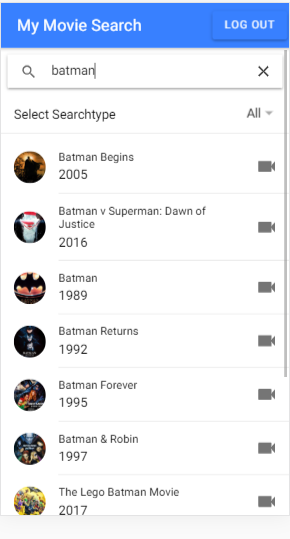 My Movie Search LOG OUT
batman
Select Searchtype All
Batman Begins
2005
Batman v Superman: Dawn of
Justice
2016
Batman
1989
Batman Returns
1992
Batman Forever
1995
Batman & Robin
1997
The Lego Batman Movie
2017